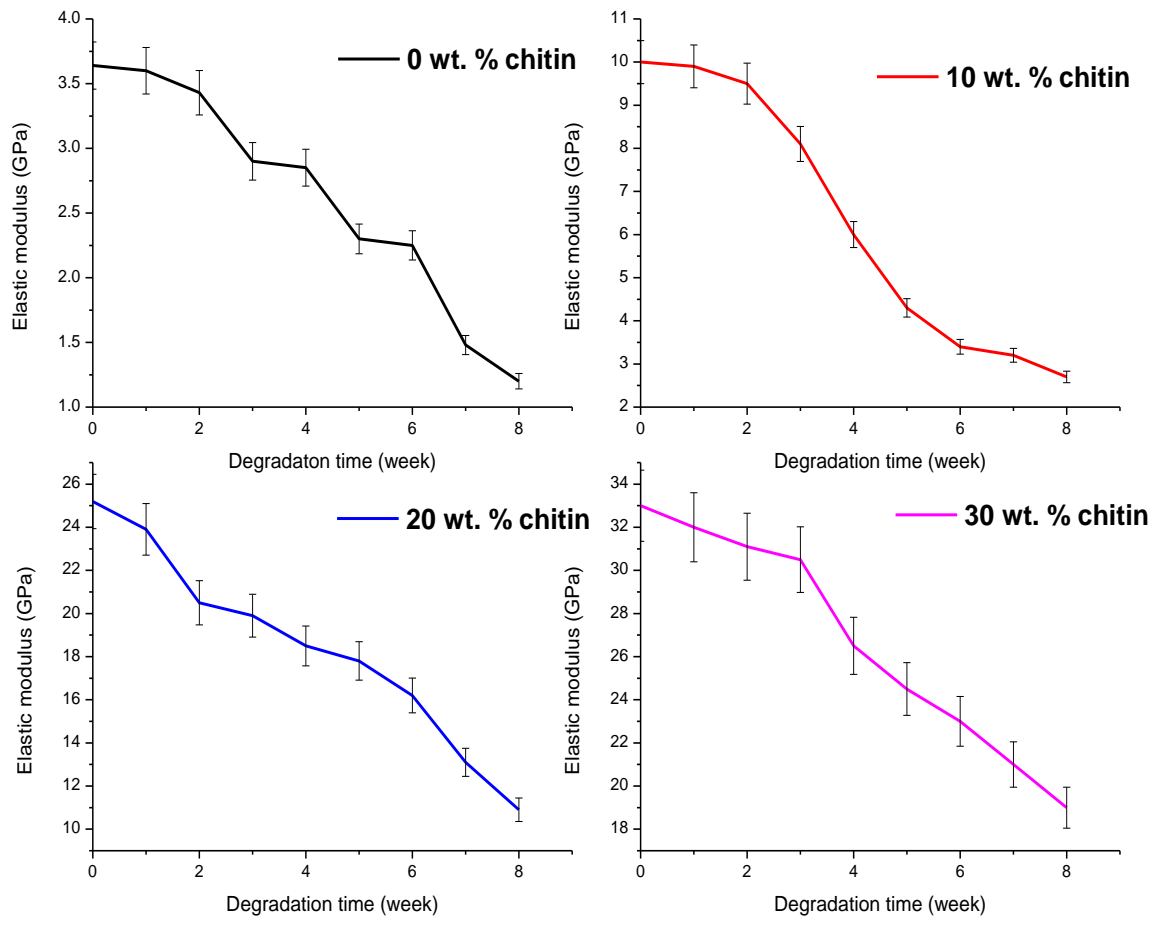 4.0
3.5
3.0
2.5
2.0
1.5
1.0
0 2 4 6 8
Elastic modulus (GPa)
Degradaton time (week)
0 wt. % chitin
11
10
9
8
7
6
5
4
3
2
0 2 4 6 8
Elastic modulus (GPa)
Degradation time (week)
10 wt. % chitin
26
24
22
20
18
16
14
12
10
0 2 4 6 8
Elastic modulus (GPa)
Degradation time (week)
20 wt. % chitin
34
32
30
28
26
24
22
20
18
0 2 4 6 8
Elastic modulus (GPa)
Degradation time (week)
30 wt. % chitin